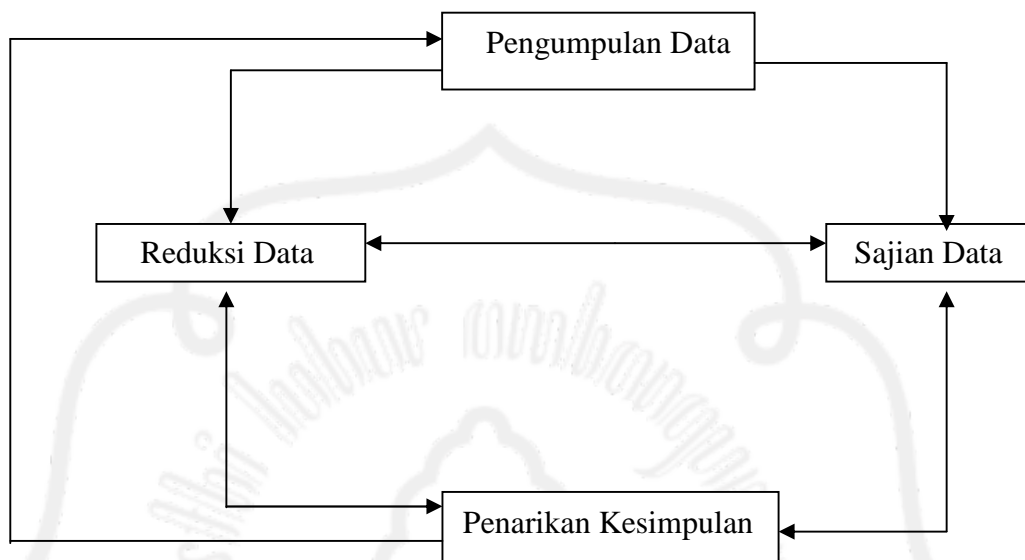 Pengumpulan Data
Reduksi Data
Sajian Data
Penarikan Kesimpulan